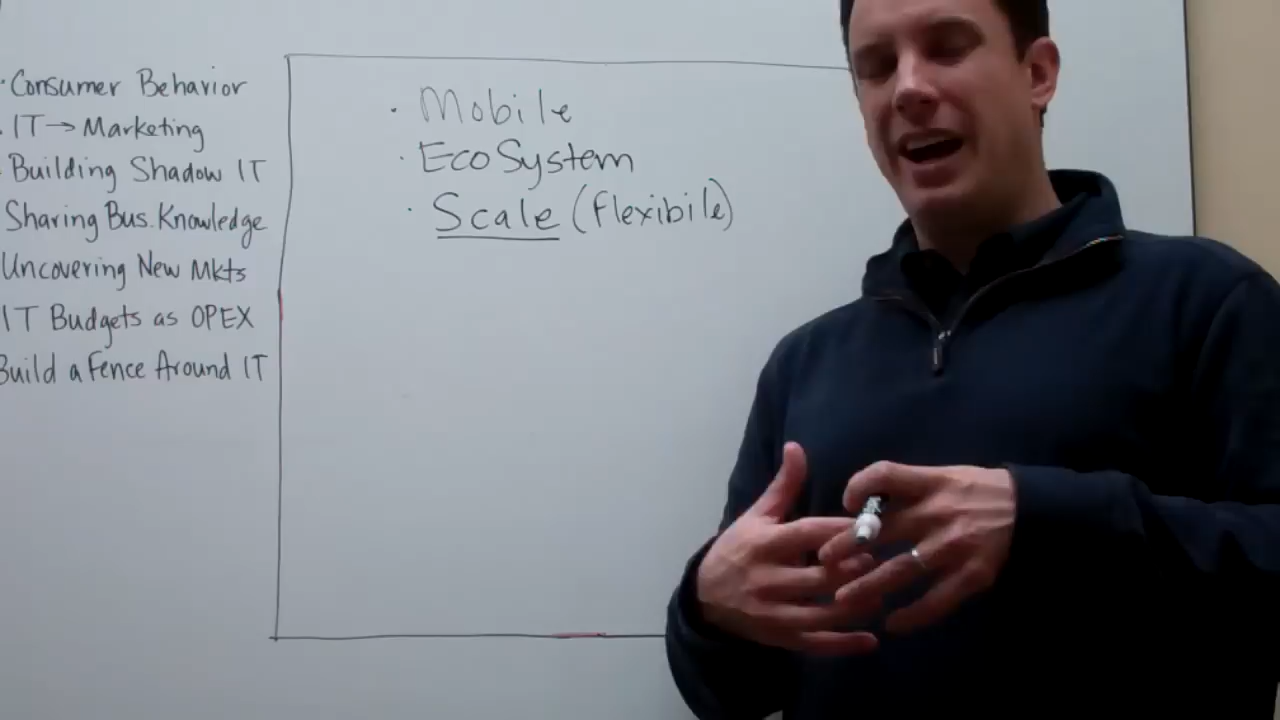 · Consumer Behavior
· IT → Marketing
· Building Shadow IT
Sharing Bus. Knowledge
Uncovering New Mkts
IT Budgets as OPEX
Build a Fence Around IT
· Mobile
· EcoSystem
· Scale (Flexibile)